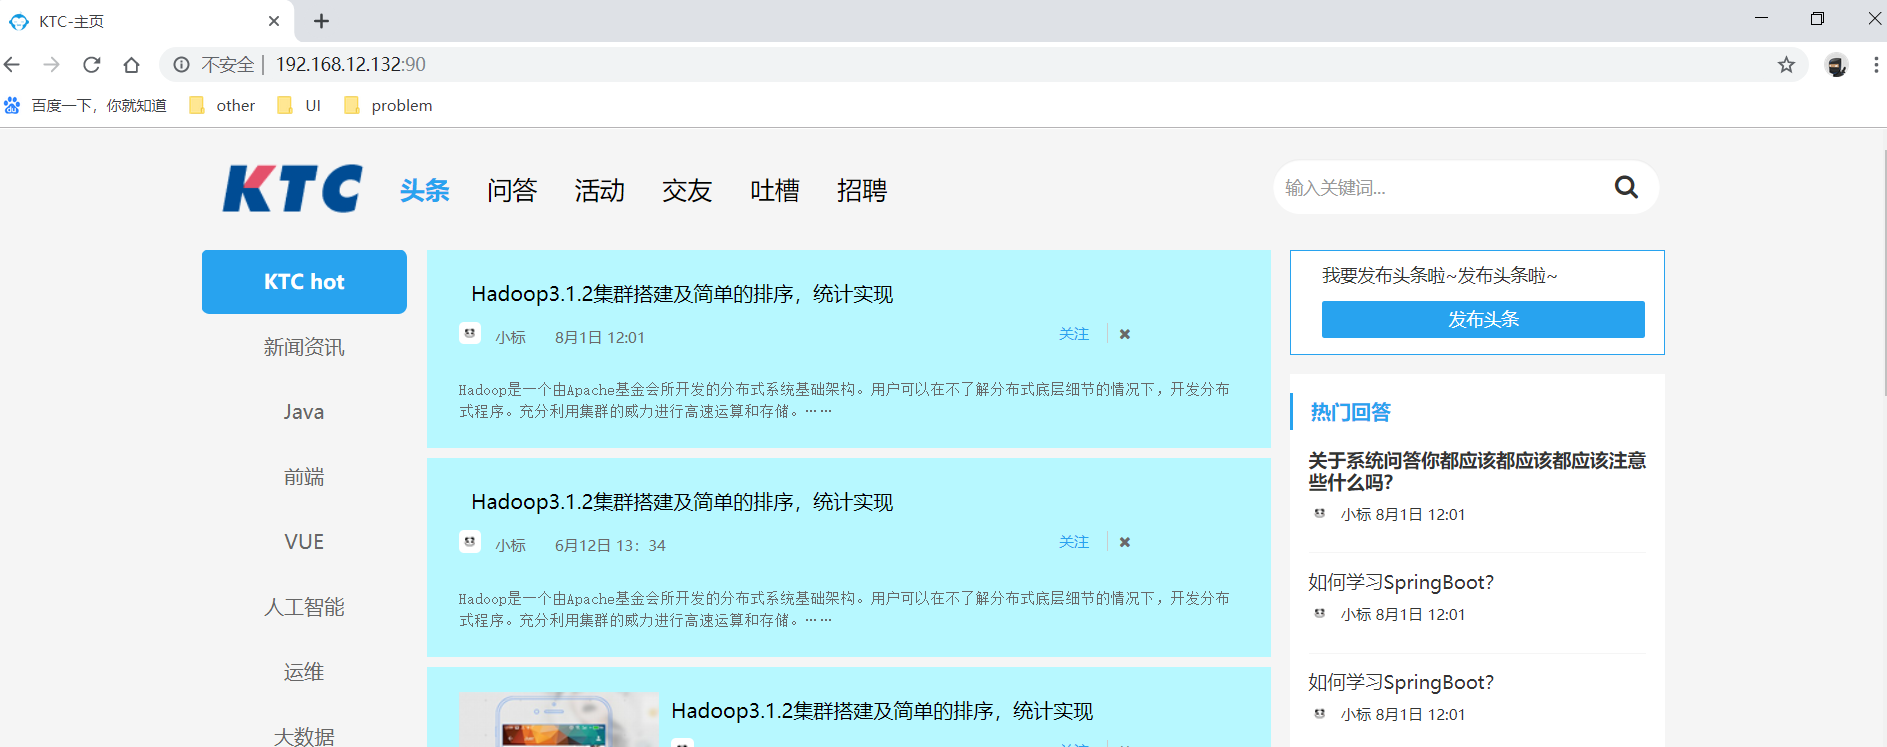 KTC-主页
不安全 | 192.168.12.132:90
百度一下，你就知道 other UI problem
KTC 头条 问答 活动 交友 吐槽 招聘 输入关键词...
KTC hot
新闻资讯
Java
前端
VUE
人工智能
运维
大数据
Hadoop3.1.2集群搭建及简单的排序，统计实现
小标 8月1日 12:01 关注
Hadoop是一个由Apache基金会所开发的分布式系统基础架构。用户可以在不了解分布式底层细节的情况下，开发分布
式程序。充分利用集群的威力进行高速运算和存储。……
Hadoop3.1.2集群搭建及简单的排序，统计实现
小标 6月12日 13：34 关注
Hadoop是一个由Apache基金会所开发的分布式系统基础架构。用户可以在不了解分布式底层细节的情况下，开发分布
式程序。充分利用集群的威力进行高速运算和存储。……
Hadoop3.1.2集群搭建及简单的排序，统计实现
我要发布头条啦~发布头条啦~
发布头条
热门回答
关于系统问答你都应该都应该都应该注意
些什么吗?
小标 8月1日 12:01
如何学习SpringBoot?
小标 8月1日 12:01
如何学习SpringBoot?
小标 8月1日 12:01